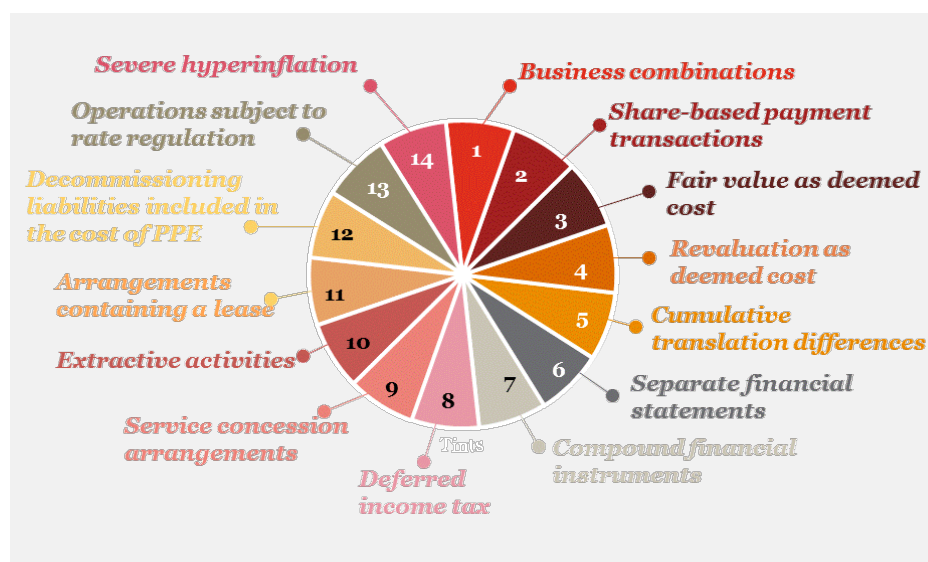 Severe hyperinflation
Business combinations
Operations subject to
rate regulation
Share-based payment
transactions
Decommissioning
liabilities included in
the cost of PPE
Fair value as deemed
cost
Revaluation as
deemed cost
Arrangements
containing a lease
Cumulative
translation differences
Extractive activities
Separate financial
statements
Service concession
arrangements
Compound financial
instruments
Deferred
income tax
Tints
1
2
3
4
5
6
7
8
9
10
11
12
13
14